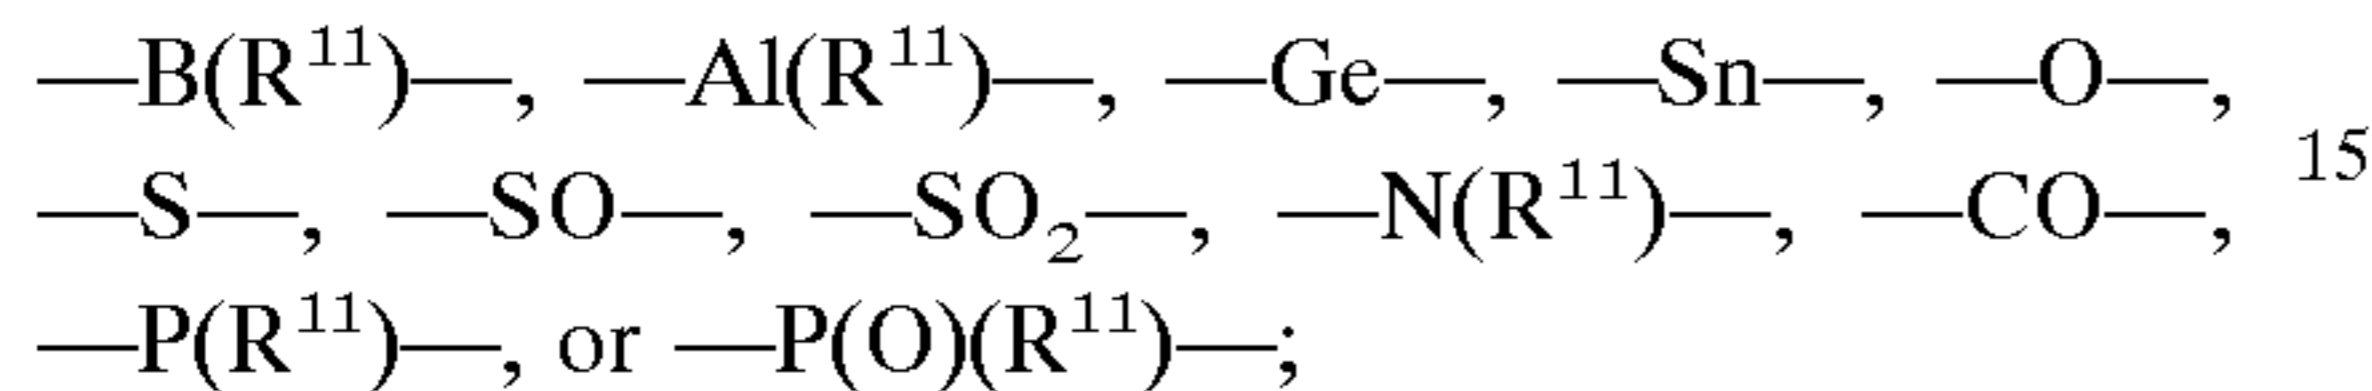 —B(R¹¹)—, —Al(R¹¹)—, —Ge—, —Sn—, —O—,
—S—, —SO—, —SO₂—, —N(R¹¹)—, —CO—, 15
—P(R¹¹)—, or —P(O)(R¹¹)—;